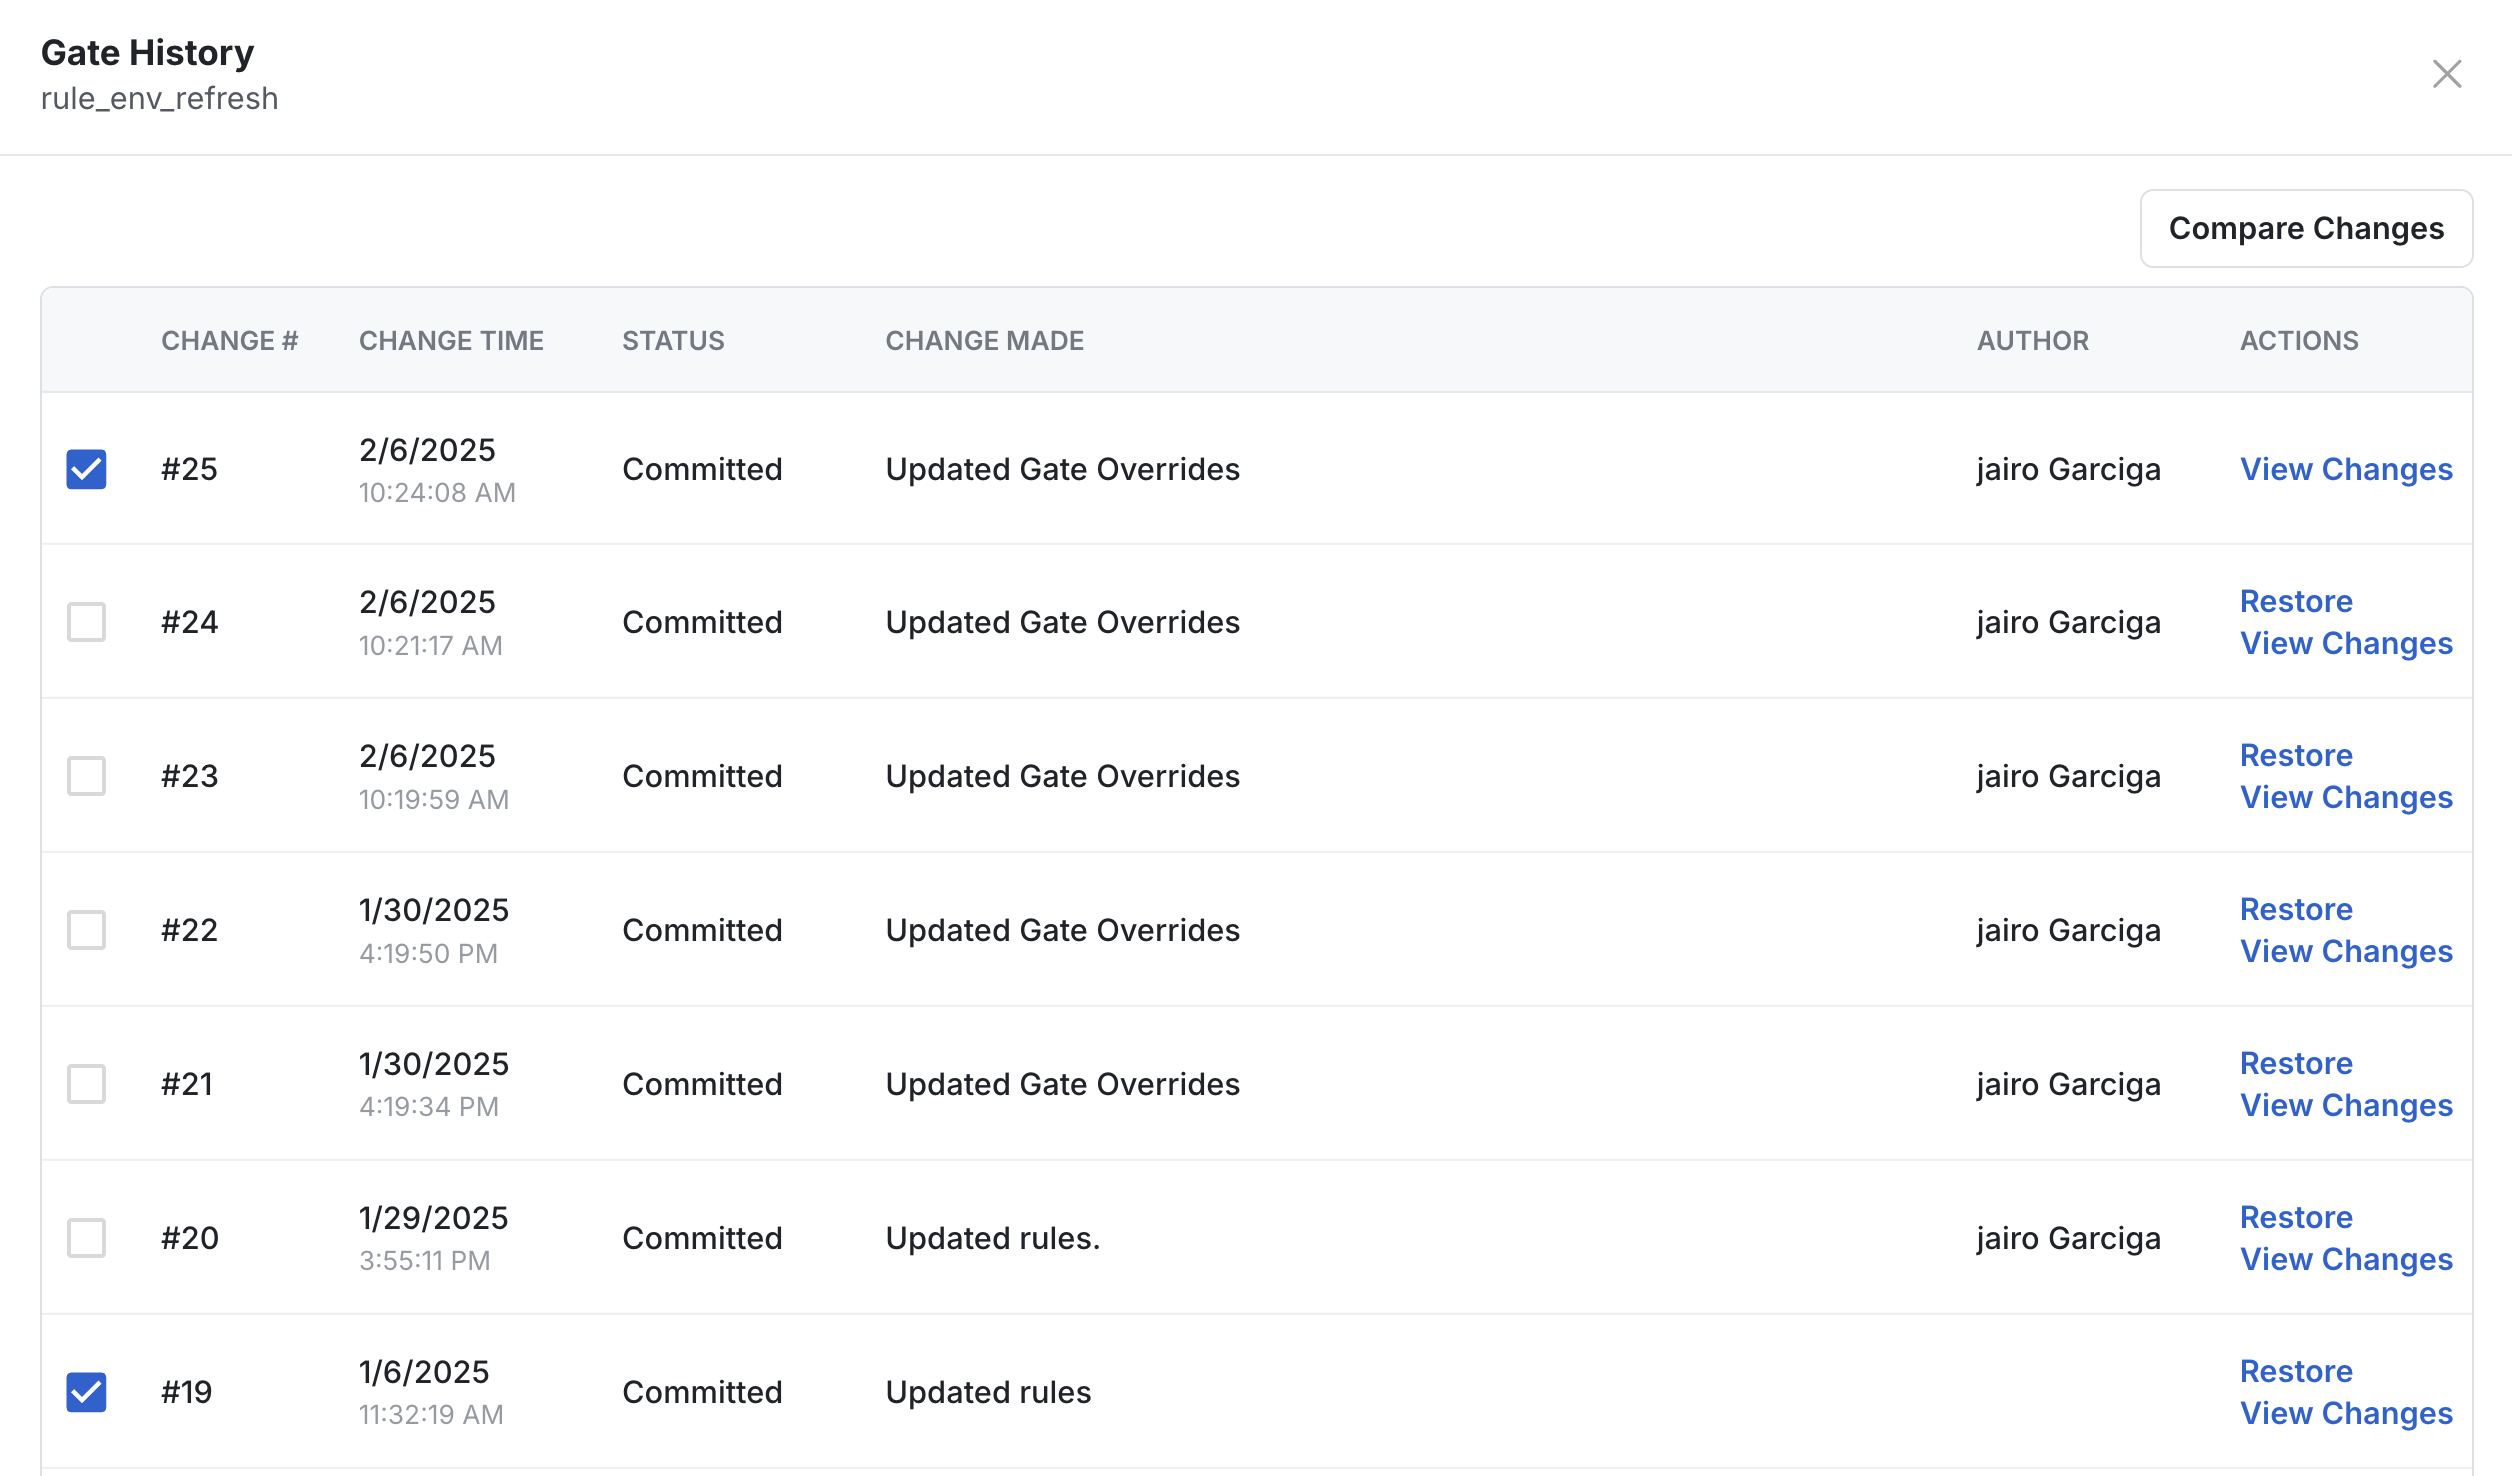 Gate History
rule_env_refresh
Compare Changes
CHANGE # CHANGE TIME STATUS CHANGE MADE AUTHOR ACTIONS
#25 2/6/2025 10:24:08 AM Committed Updated Gate Overrides jairo Garciga View Changes
#24 2/6/2025 10:21:17 AM Committed Updated Gate Overrides jairo Garciga Restore View Changes
#23 2/6/2025 10:19:59 AM Committed Updated Gate Overrides jairo Garciga Restore View Changes
#22 1/30/2025 4:19:50 PM Committed Updated Gate Overrides jairo Garciga Restore View Changes
#21 1/30/2025 4:19:34 PM Committed Updated Gate Overrides jairo Garciga Restore View Changes
#20 1/29/2025 3:55:11 PM Committed Updated rules. jairo Garciga Restore View Changes
#19 1/6/2025 11:32:19 AM Committed Updated rules Restore View Changes